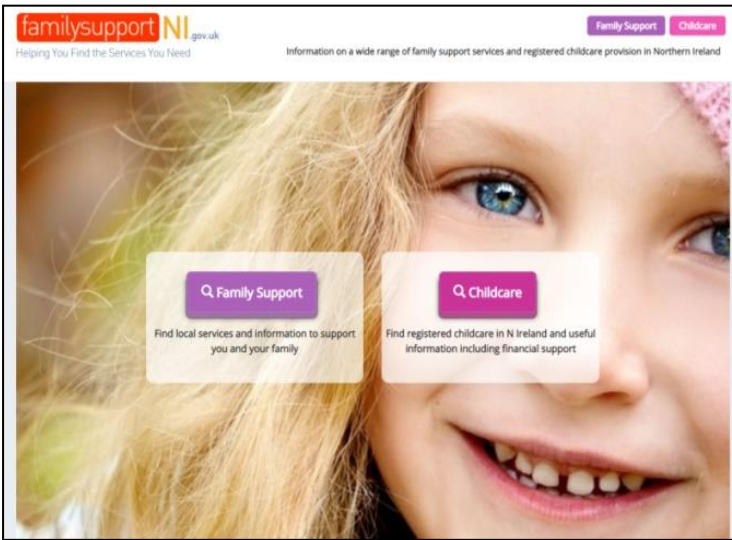 familysupport NI.gov.uk
Helping You Find the Services You Need
Family Support
Childcare
Information on a wide range of family support services and registered childcare provision in Northern Ireland
Family Support
Find local services and information to support
you and your family
Childcare
Find registered childcare in N Ireland and useful
information including financial support